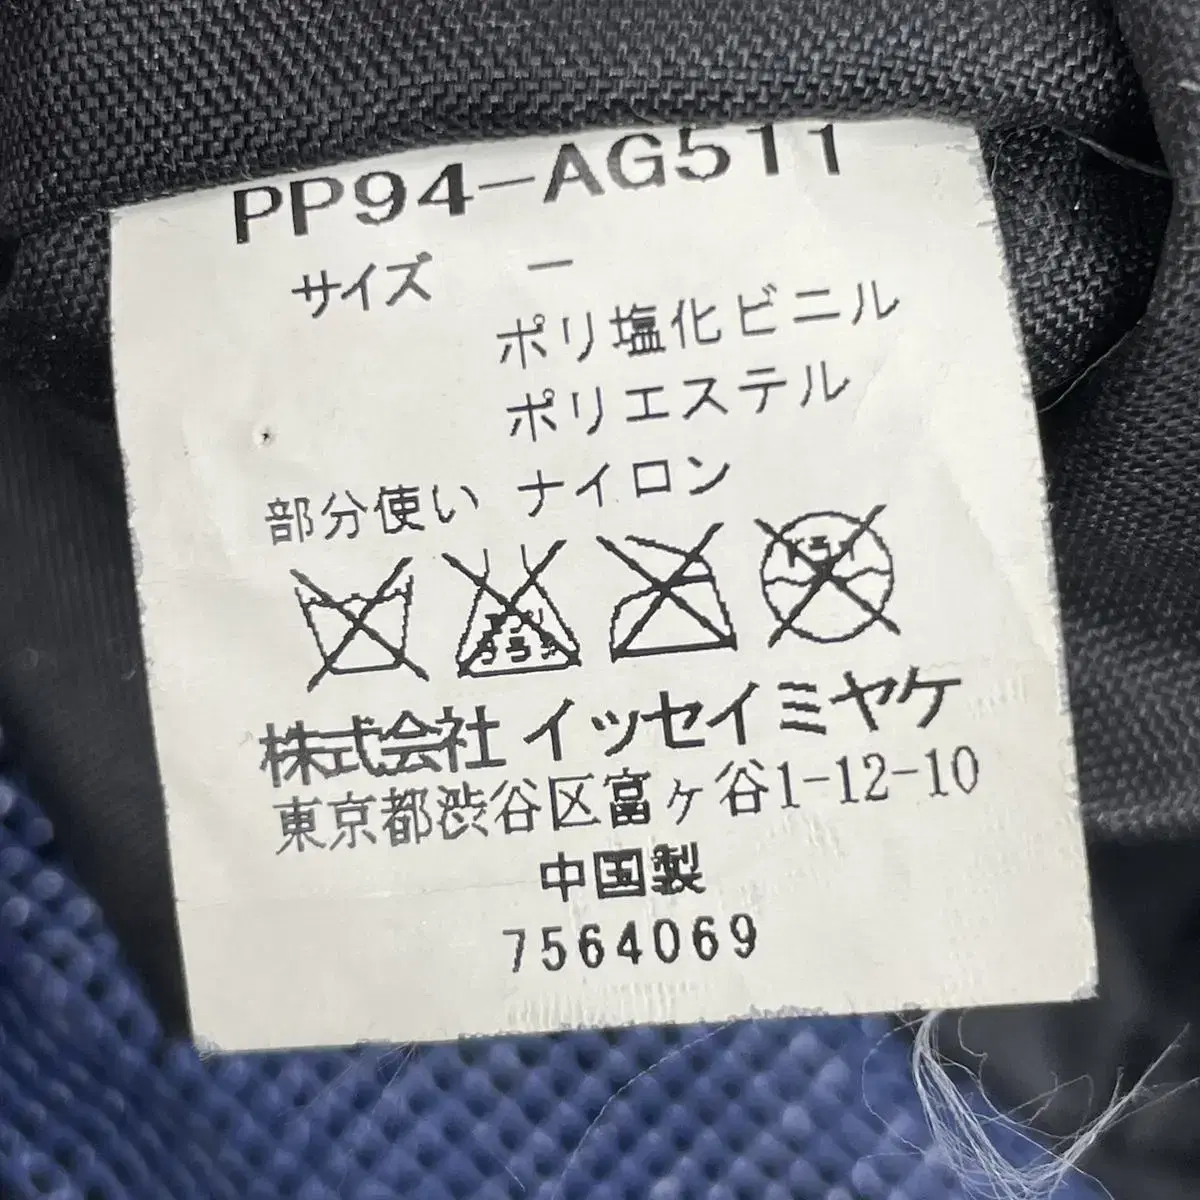 PP94-AG511
サイズ －
ポリ塩化ビニル
ポリエステル
部分使い ナイロン
株式会社 イッセイミヤケ
東京都渋谷区富ヶ谷1-12-10
中国製
7564069